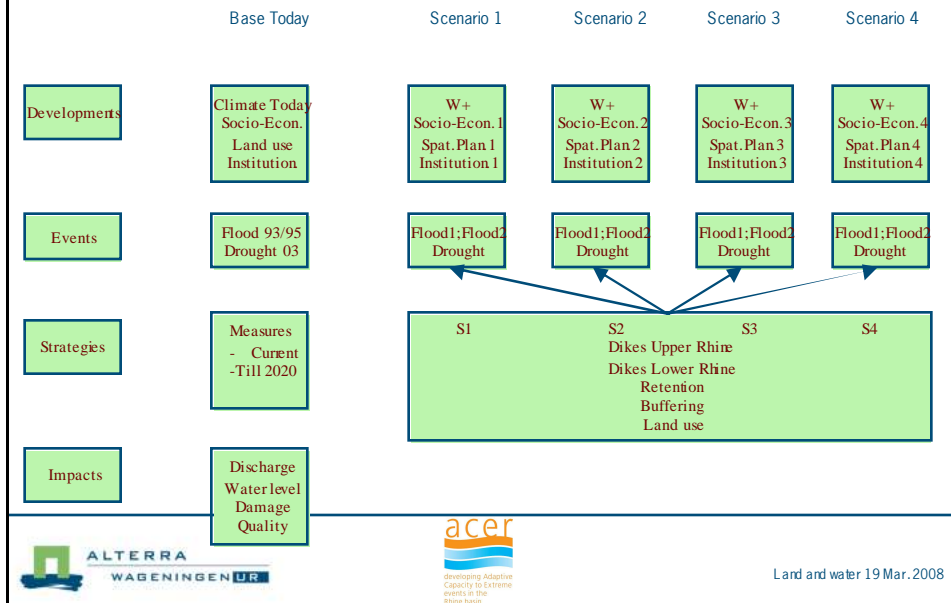 Base Today Scenario 1 Scenario 2 Scenario 3 Scenario 4
Developments
Climate Today
Socio-Econ.
Land use
Institution
W+
Socio-Econ.1
Spat.Plan.1
Institution.1
W+
Socio-Econ.2
Spat.Plan.2
Institution.2
W+
Socio-Econ.3
Spat.Plan.3
Institution.3
W+
Socio-Econ.4
Spat.Plan.4
Institution.4
Events
Flood 93/95
Drought 03
Flood1;Flood2
Drought
Flood1;Flood2
Drought
Flood1;Flood2
Drought
Flood1;Flood2
Drought
Strategies
Measures
- Current
-Till 2020
S1 S2 S3 S4
Dikes Upper Rhine
Dikes Lower Rhine
Retention
Buffering
Land use
Impacts
Discharge
Water level
Damage
Quality
ALTERRA
WAGENINGEN UR
acer
developing Adaptive
Capacity to Extreme
events in the
Rhine basin
Land and water 19 Mar. 2008